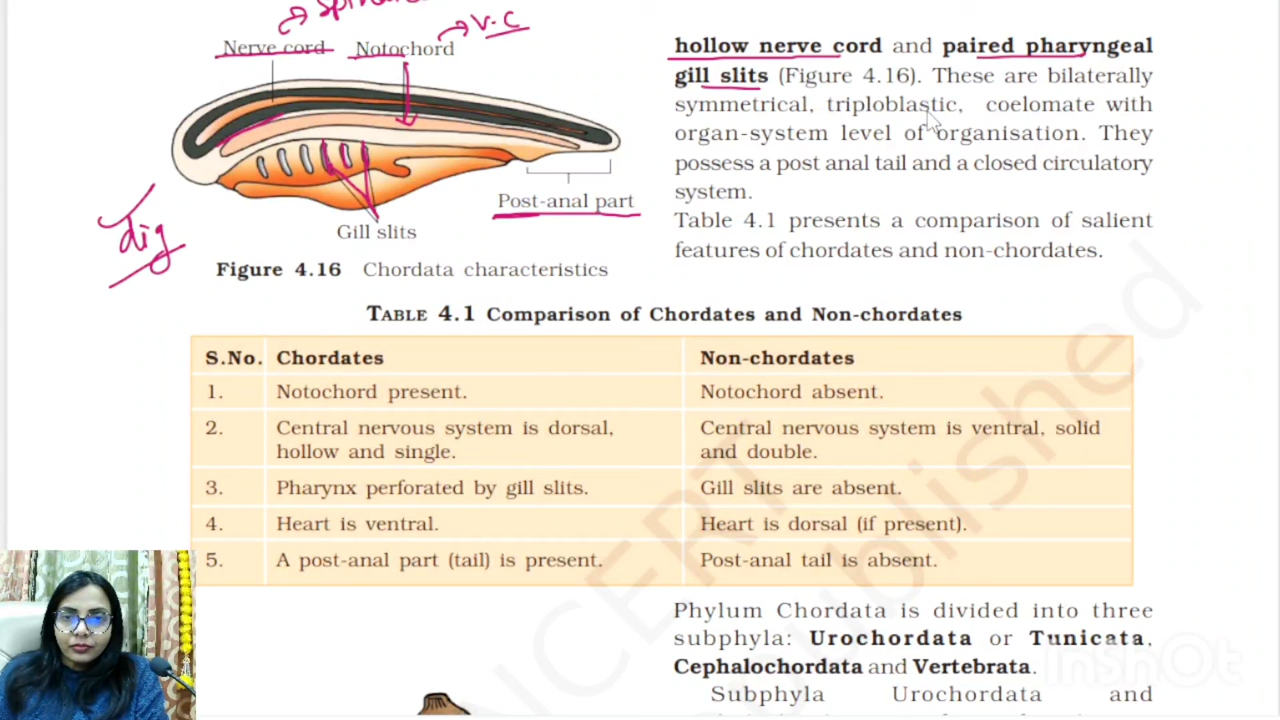 Nerve cord
Notochord
V.C
Dig
Gill slits
Post-anal part
Figure 4.16 Chordata characteristics
hollow nerve cord and paired pharyngeal
gill slits (Figure 4.16). These are bilaterally
symmetrical, triploblastic, coelomate with
organ-system level of organisation. They
possess a post anal tail and a closed circulatory
system.
Table 4.1 presents a comparison of salient
features of chordates and non-chordates.
TABLE 4.1 Comparison of Chordates and Non-chordates
S.No. Chordates Non-chordates
1. Notochord present. Notochord absent.
2. Central nervous system is dorsal, Central nervous system is ventral, solid
hollow and single. and double.
3. Pharynx perforated by gill slits. Gill slits are absent.
4. Heart is ventral. Heart is dorsal (if present).
5. A post-anal part (tail) is present. Post-anal tail is absent.
Phylum Chordata is divided into three
subphyla: Urochordata or Tunicata,
Cephalochordata and Vertebrata.
Subphyla Urochordata and
NCERT
published
InShOt